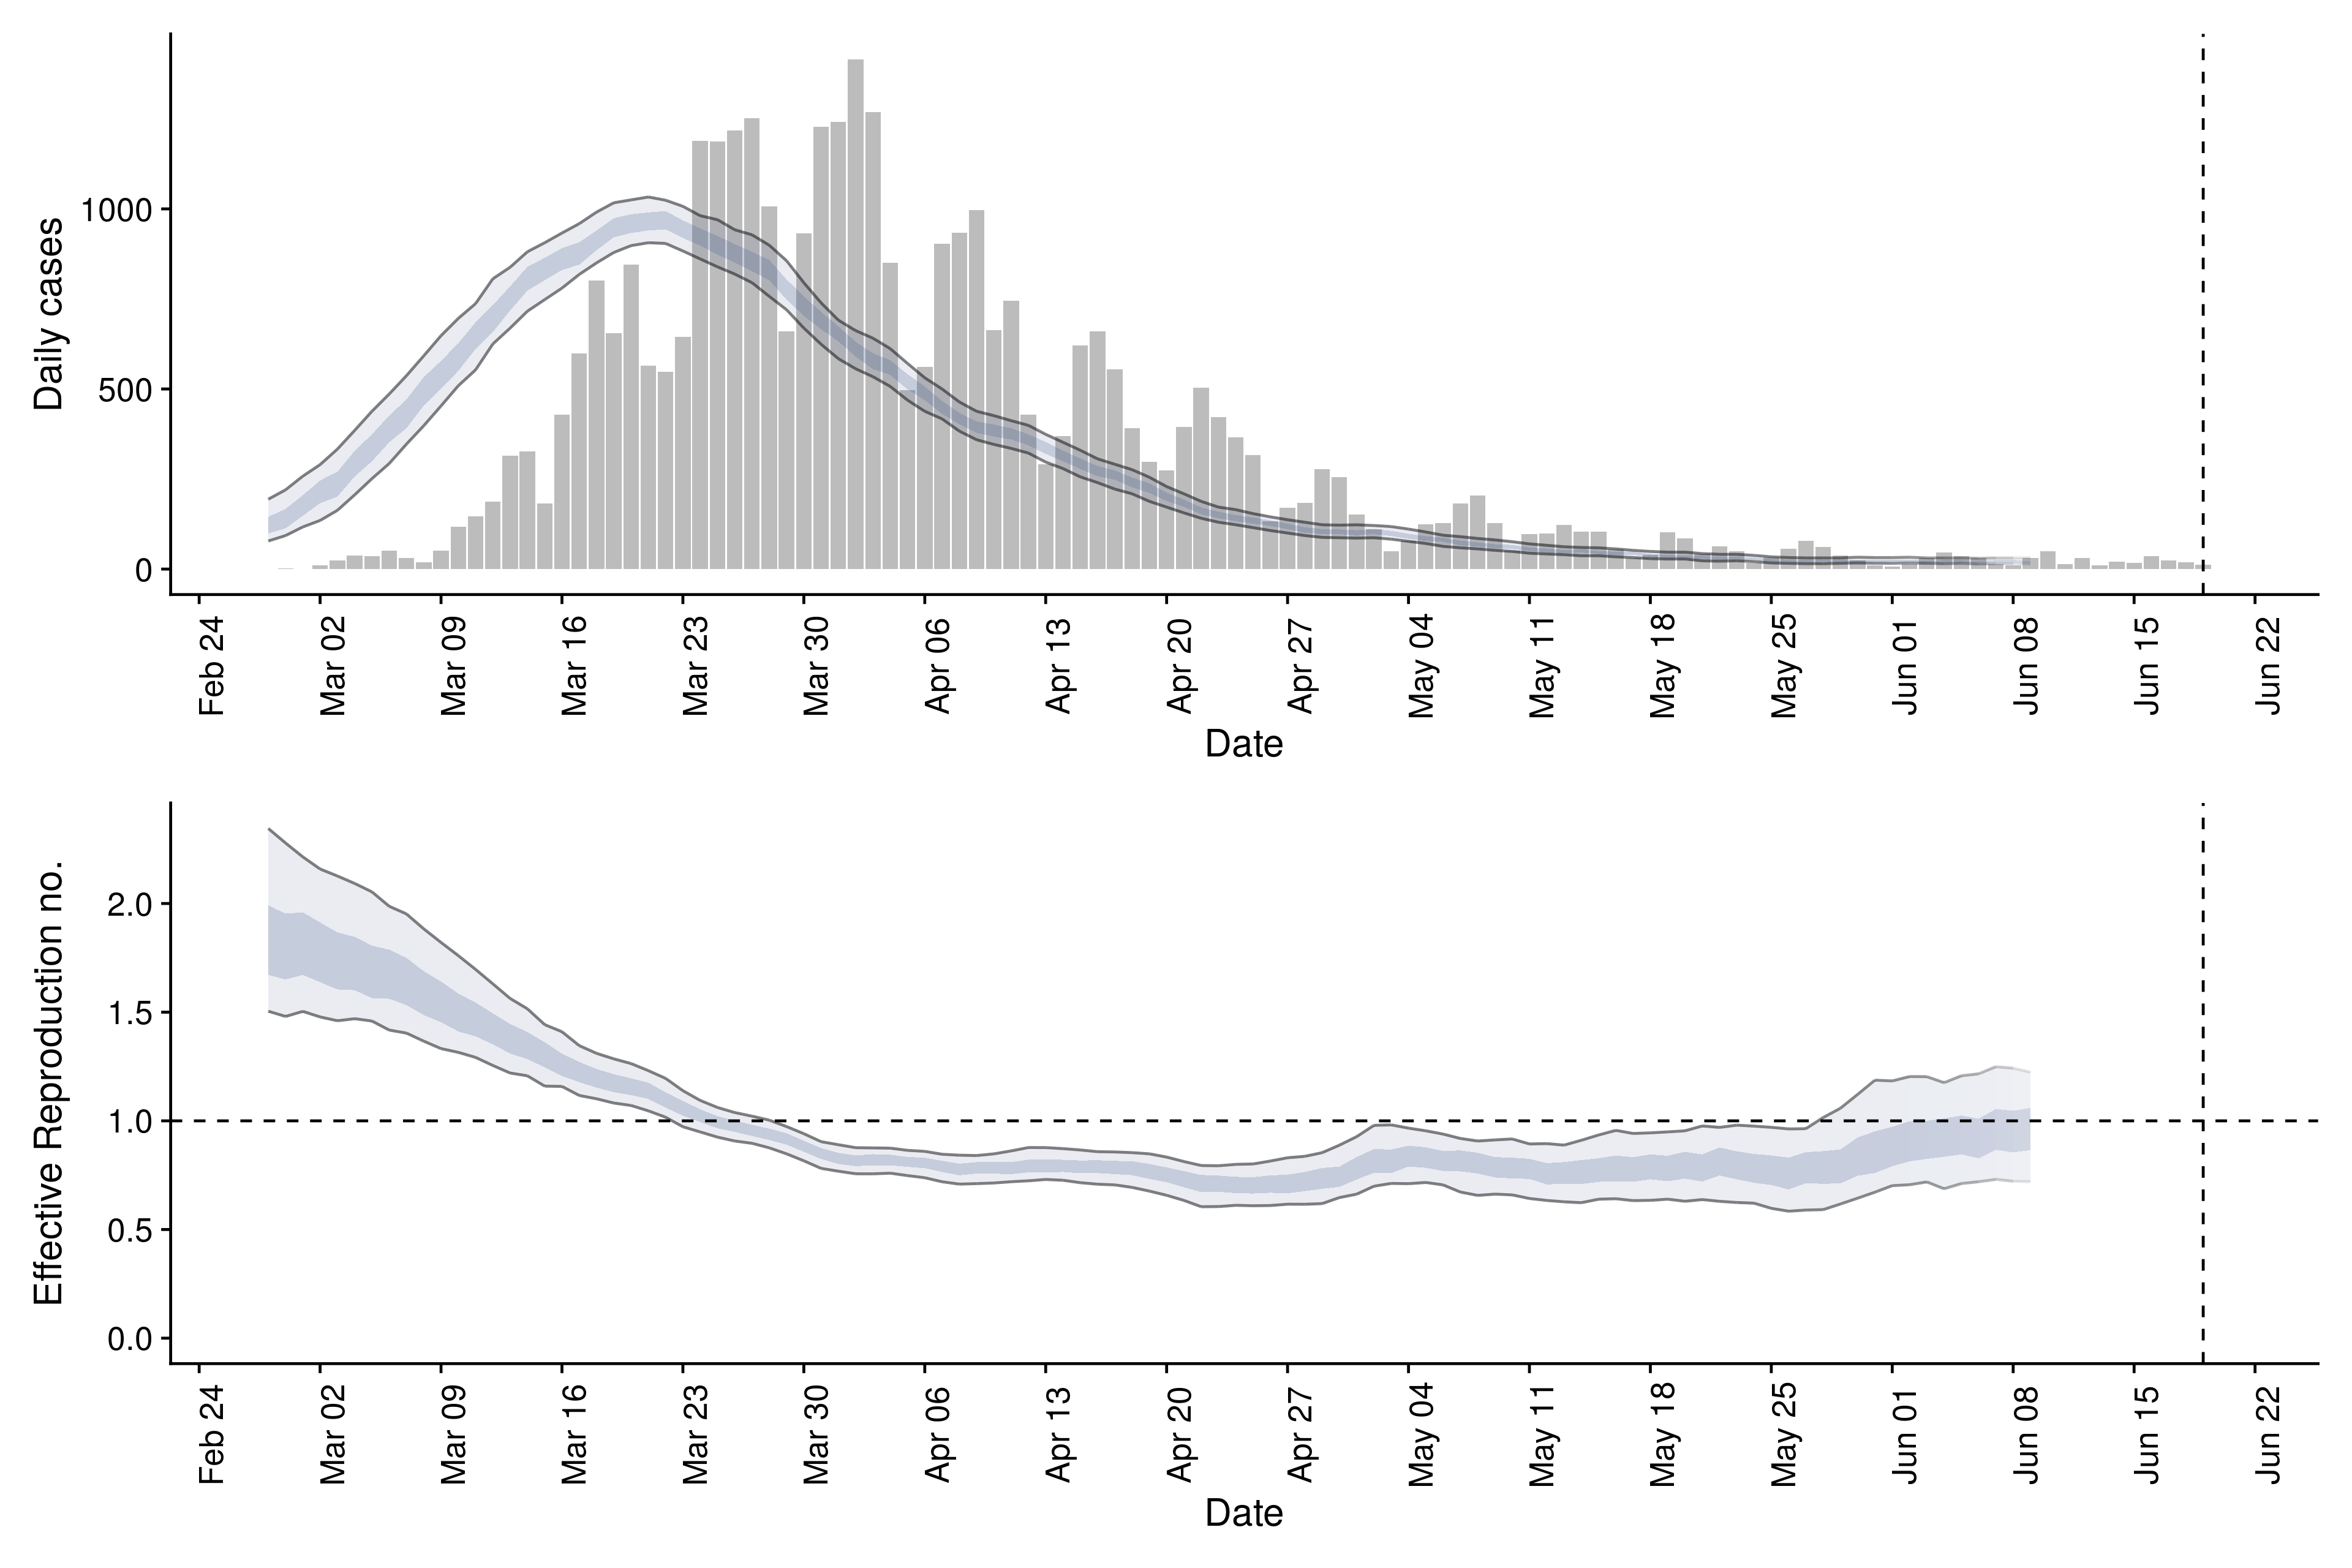 Daily cases
1000
500
0
Feb 24
Mar 02
Mar 09
Mar 16
Mar 23
Mar 30
Apr 06
Apr 13
Apr 20
Apr 27
May 04
May 11
May 18
May 25
Jun 01
Jun 08
Jun 15
Jun 22
Date
Effective Reproduction no.
2.0
1.5
1.0
0.5
0.0
Feb 24
Mar 02
Mar 09
Mar 16
Mar 23
Mar 30
Apr 06
Apr 13
Apr 20
Apr 27
May 04
May 11
May 18
May 25
Jun 01
Jun 08
Jun 15
Jun 22
Date